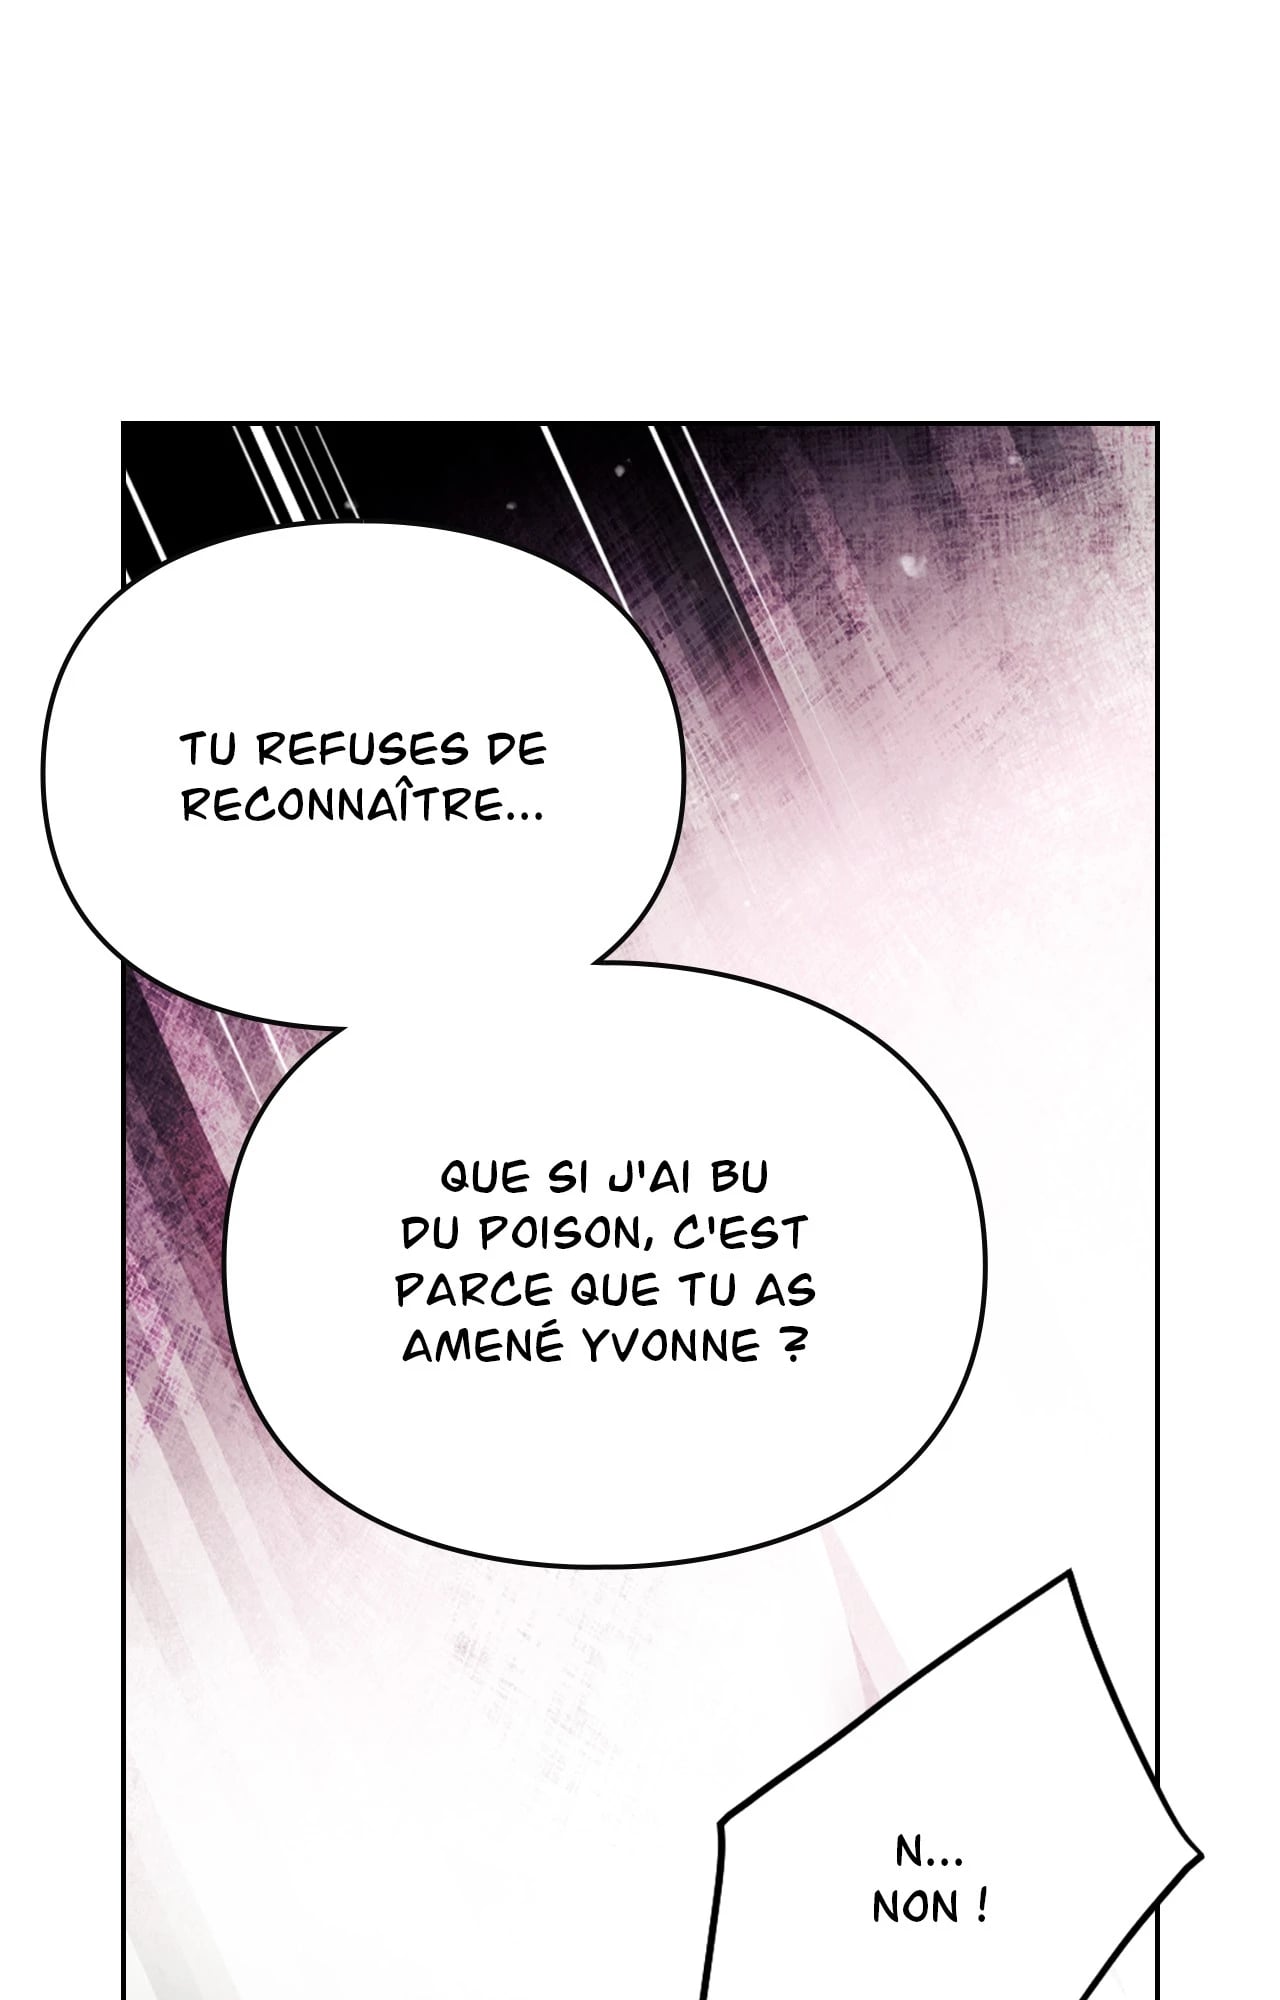 TU REFUSES DE
RECONNAÎTRE...
QUE SI J'AI BU
DU POISON, C'EST
PARCE QUE TU AS
AMENÉ YVONNE ?
N...
NON !